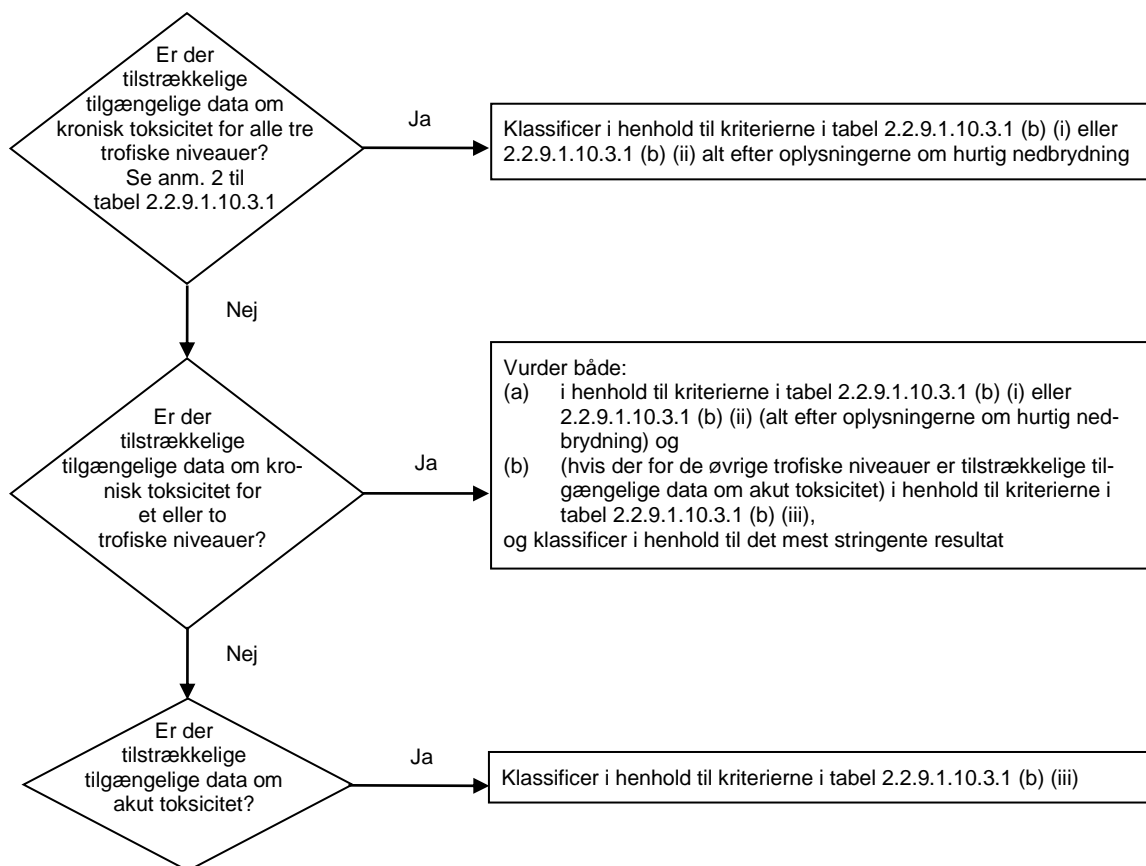 Er der
tilstrækkelige
tilgængelige data om
kronisk toksicitet for alle tre
trofiske niveauer?
Se anm. 2 til
tabel 2.2.9.1.10.3.1
Ja
Klassificer i henhold til kriterierne i tabel 2.2.9.1.10.3.1 (b) (i) eller
2.2.9.1.10.3.1 (b) (ii) alt efter oplysningerne om hurtig nedbrydning
Nej
Er der
tilstrækkelige
tilgængelige data om kro-
nisk toksicitet for
et eller to
trofiske niveauer?
Ja
Vurder både:
(a) i henhold til kriterierne i tabel 2.2.9.1.10.3.1 (b) (i) eller
2.2.9.1.10.3.1 (b) (ii) (alt efter oplysningerne om hurtig ned-
brydning) og
(b) (hvis der for de øvrige trofiske niveauer er tilstrækkelige til-
gængelige data om akut toksicitet) i henhold til kriterierne i
tabel 2.2.9.1.10.3.1 (b) (iii),
og klassificer i henhold til det mest stringente resultat
Nej
Er der
tilstrækkelige
tilgængelige data om
akut toksicitet?
Ja
Klassificer i henhold til kriterierne i tabel 2.2.9.1.10.3.1 (b) (iii)